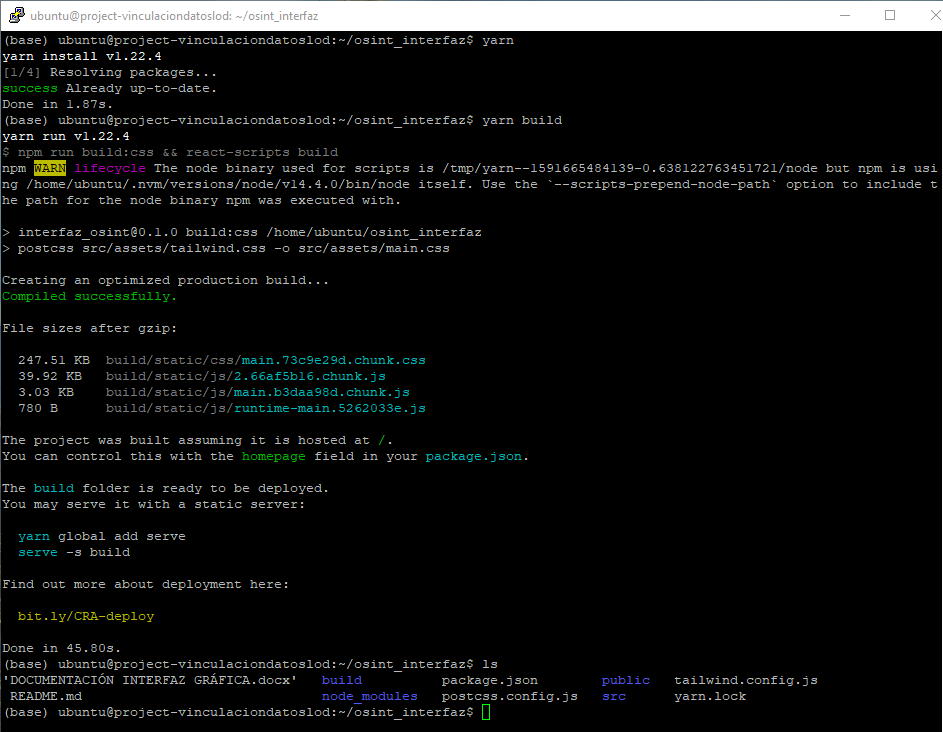 ubuntu@project-vinculaciondatoslod: ~/osint_interfaz
(base) ubuntu@project-vinculaciondatoslod:~/osint_interfaz$ yarn
yarn install v1.22.4
[1/4] Resolving packages...
success Already up-to-date.
Done in 1.87s.
(base) ubuntu@project-vinculaciondatoslod:~/osint_interfaz$ yarn build
yarn run v1.22.4
$ npm run build:css && react-scripts build
npm WARN lifecycle The node binary used for scripts is /tmp/yarn--1591665484139-0.638122763451721/node but npm is usi
ng /home/ubuntu/.nvm/versions/node/v14.4.0/bin/node itself. Use the `--scripts-prepend-node-path` option to include t
he path for the node binary npm was executed with.
> interfaz_osint@0.1.0 build:css /home/ubuntu/osint_interfaz
> postcss src/assets/tailwind.css -o src/assets/main.css
Creating an optimized production build...
Compiled successfully.
File sizes after gzip:
247.51 KB build/static/css/main.73c9e29d.chunk.css
39.92 KB build/static/js/2.66af5b16.chunk.js
3.03 KB build/static/js/main.b3daa98d.chunk.js
780 B build/static/js/runtime-main.5262033e.js
The project was built assuming it is hosted at /.
You can control this with the homepage field in your package.json.
The build folder is ready to be deployed.
You may serve it with a static server:
yarn global add serve
serve -s build
Find out more about deployment here:
bit.ly/CRA-deploy
Done in 45.80s.
(base) ubuntu@project-vinculaciondatoslod:~/osint_interfaz$ ls
'DOCUMENTACIÓN INTERFAZ GRÁFICA.docx' build package.json public tailwind.config.js
README.md node_modules postcss.config.js src yarn.lock
(base) ubuntu@project-vinculaciondatoslod:~/osint_interfaz$